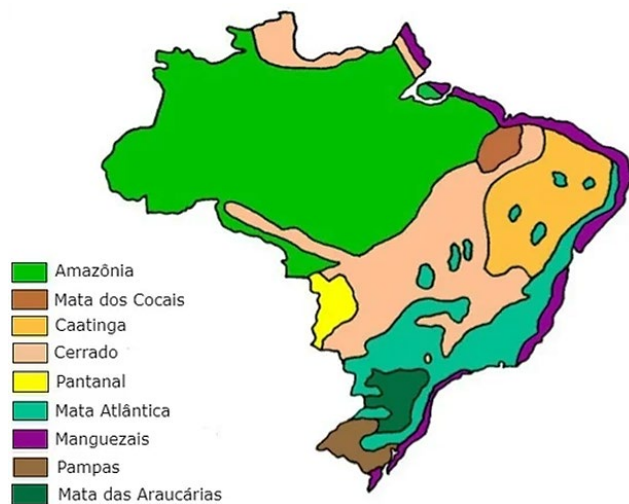 Amazônia
Mata dos Cocais
Caatinga
Cerrado
Pantanal
Mata Atlântica
Manguezais
Pampas
Mata das Araucárias